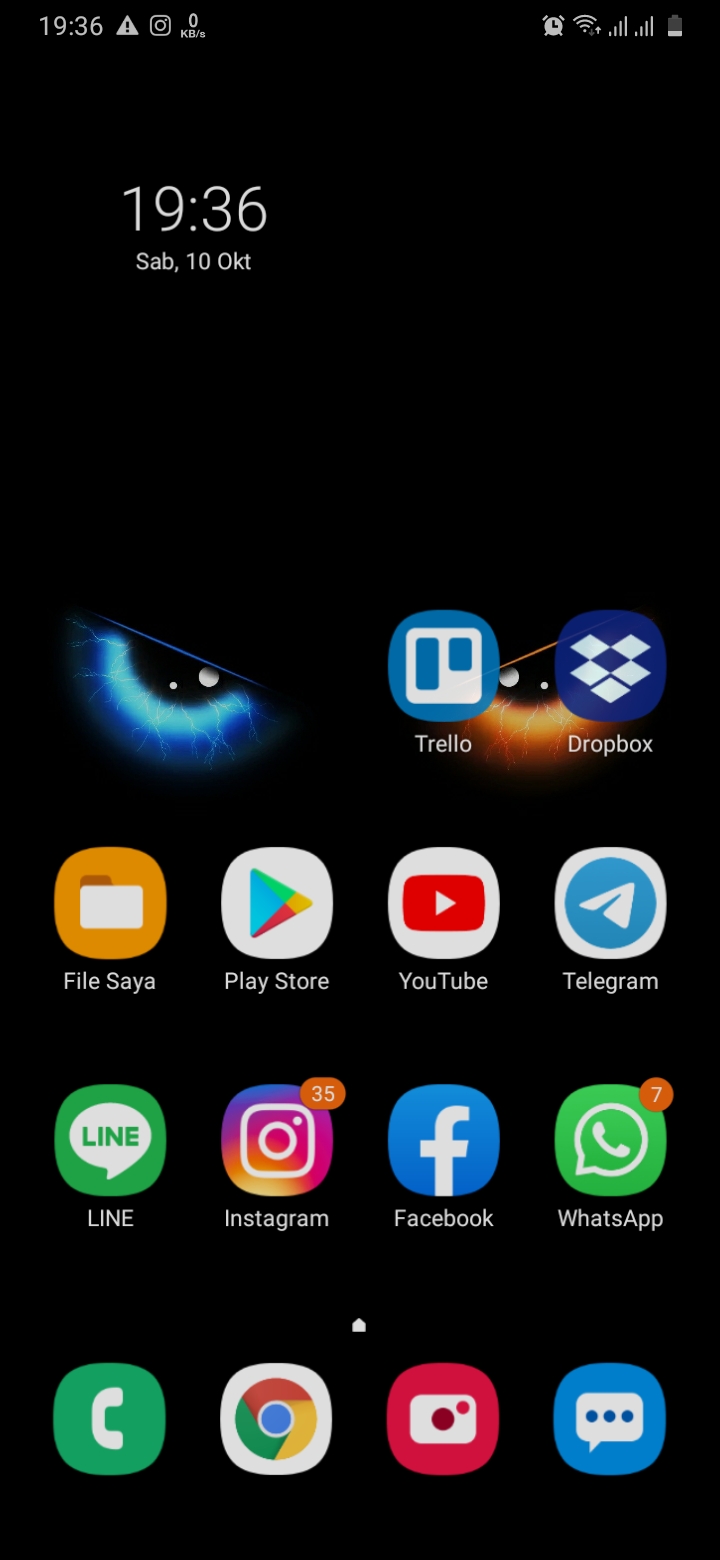 19:36 0 KB/s
19:36
Sab, 10 Okt
Trello Dropbox
File Saya Play Store YouTube Telegram
LINE 35 7
LINE Instagram Facebook WhatsApp